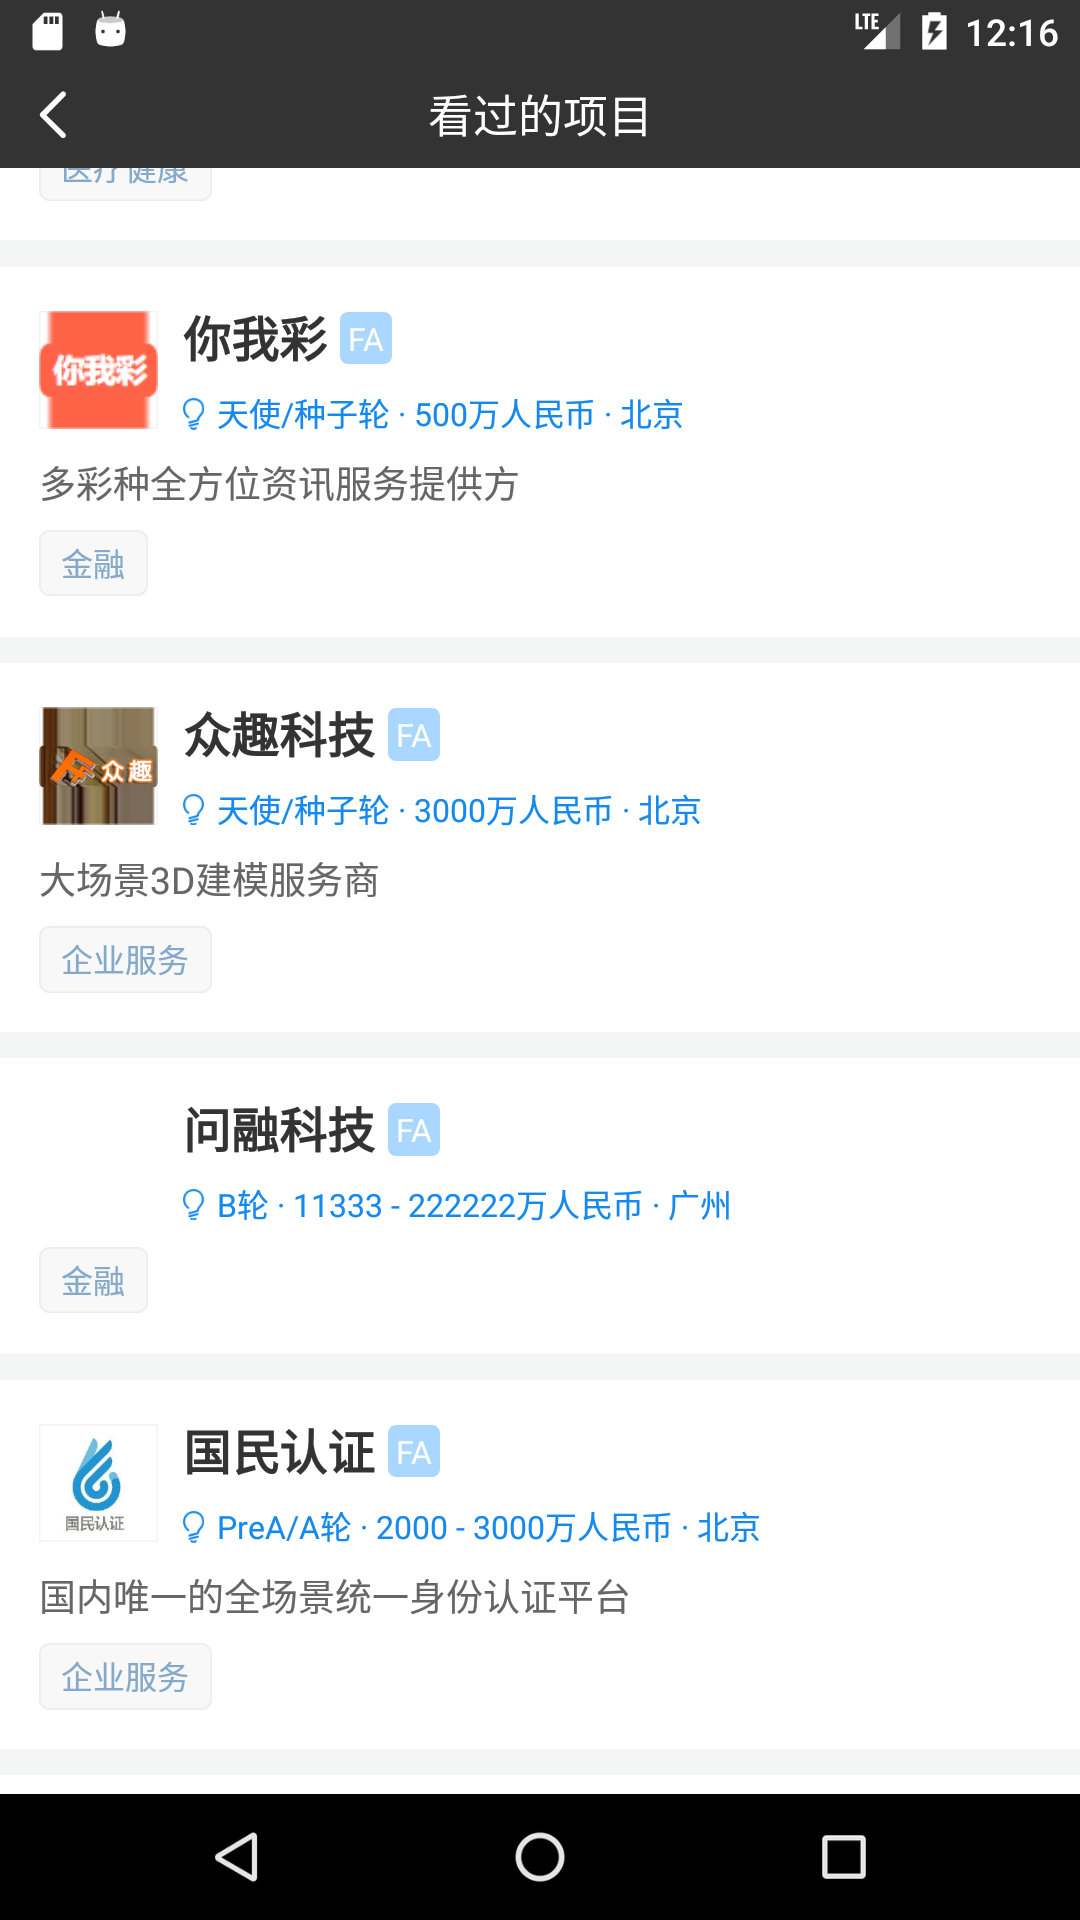 LTE 12:16
看过的项目
医疗健康
你我彩
你我彩 FA
天使/种子轮 · 500万人民币 · 北京
多彩种全方位资讯服务提供方
金融
众趣
众趣科技 FA
天使/种子轮 · 3000万人民币 · 北京
大场景3D建模服务商
企业服务
问融科技 FA
B轮 · 11333 - 222222万人民币 · 广州
金融
国民认证
国民认证 FA
PreA/A轮 · 2000 - 3000万人民币 · 北京
国内唯一的全场景统一身份认证平台
企业服务